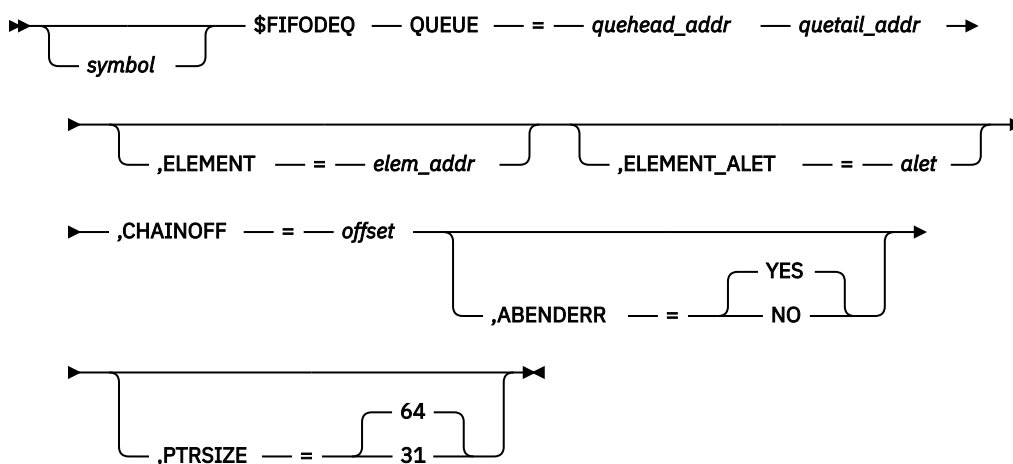 $FIFODEQ QUEUE = quehead_addr quetail_addr
symbol
,ELEMENT = elem_addr ,ELEMENT_ALET = alet
,CHAINOFF = offset
YES
,ABENDERR = NO
64
,PTRSIZE = 31